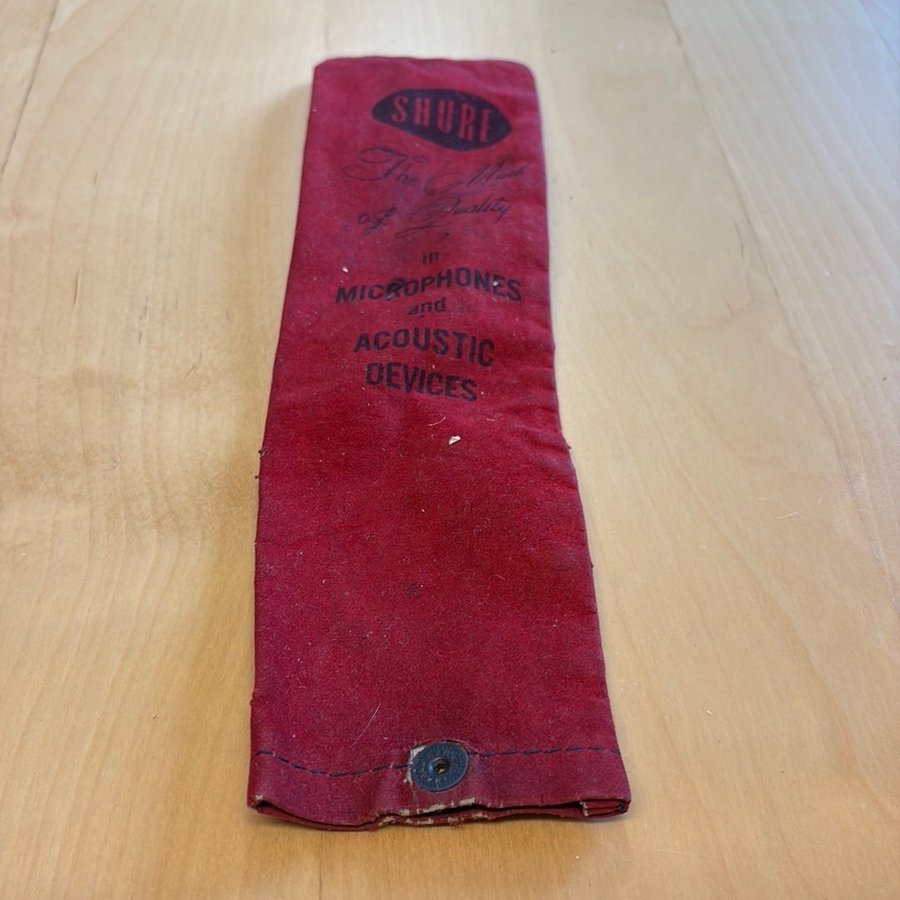 SHURE
The Mark
of Quality
in
MICROPHONES
and
ACOUSTIC
DEVICES